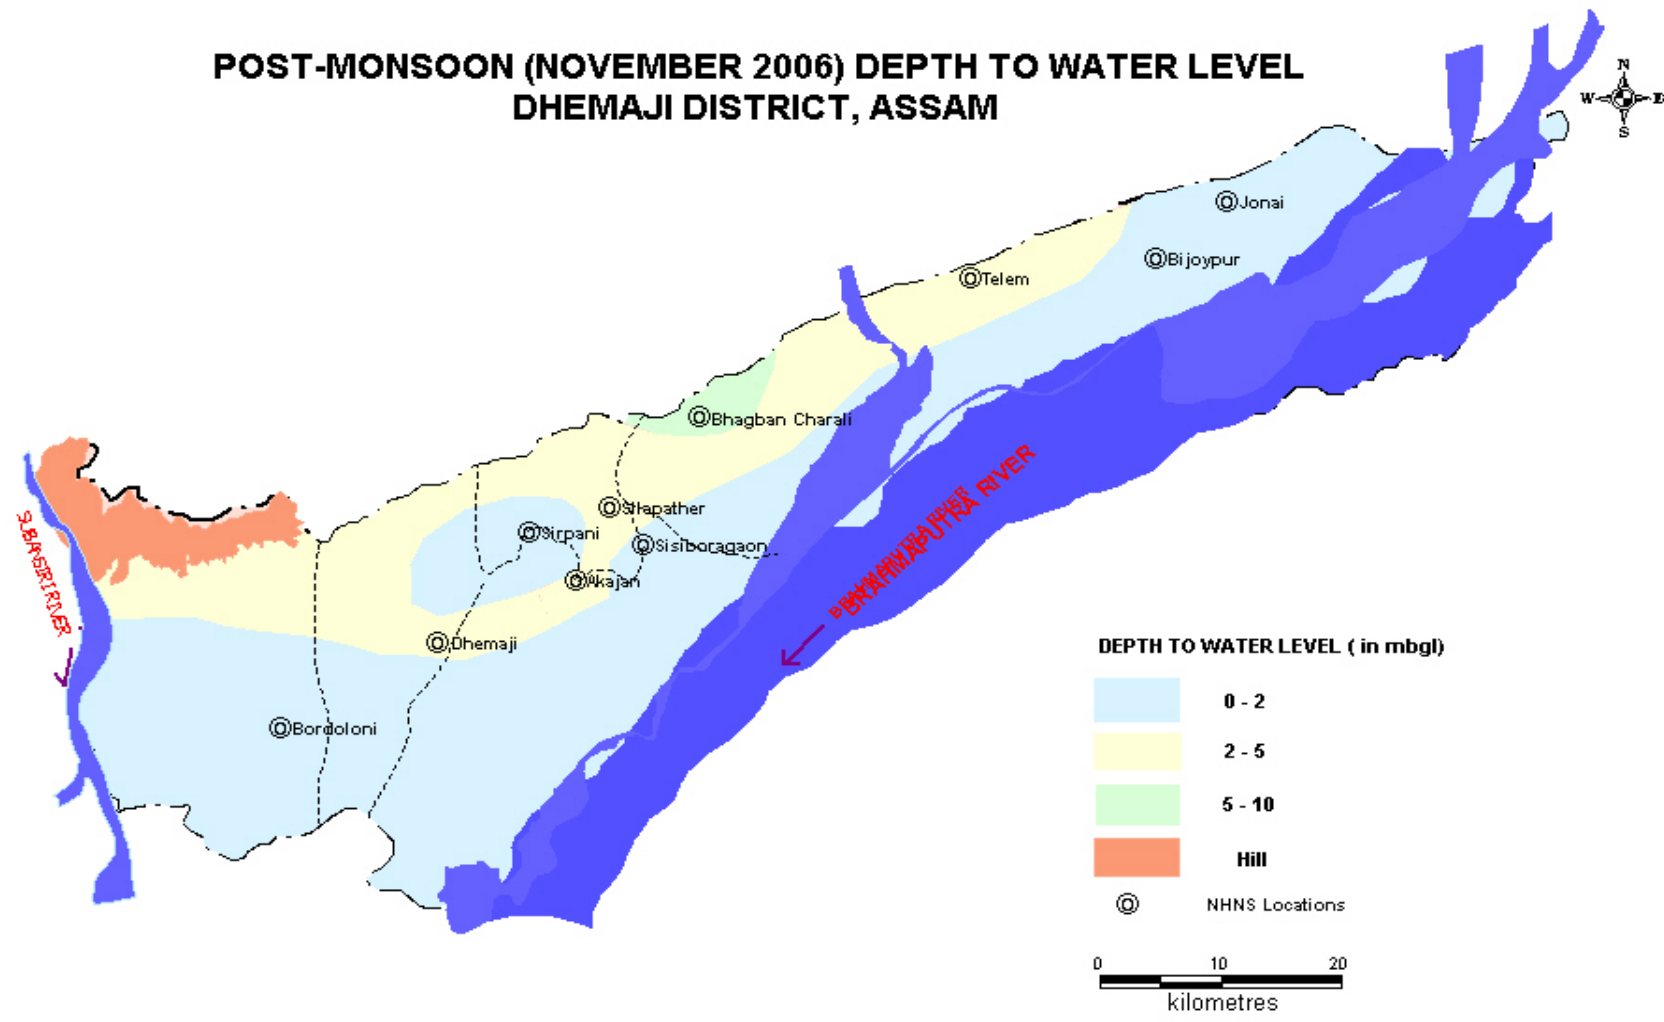 POST-MONSOON (NOVEMBER 2006) DEPTH TO WATER LEVEL
DHEMAJI DISTRICT, ASSAM
N
W E
S
Jonai
Bijoypur
Telem
Bhagban Charali
Silapather
Sirpani
Sisiboragaon
Akajan
Dhemaji
Bordoloni
SUBANSIRI RIVER
BRAHMAPUTRA RIVER
BRAHMAPUTRA RIVER
DEPTH TO WATER LEVEL ( in mbgl)
0 - 2
2 - 5
5 - 10
Hill
NHNS Locations
0 10 20
kilometres